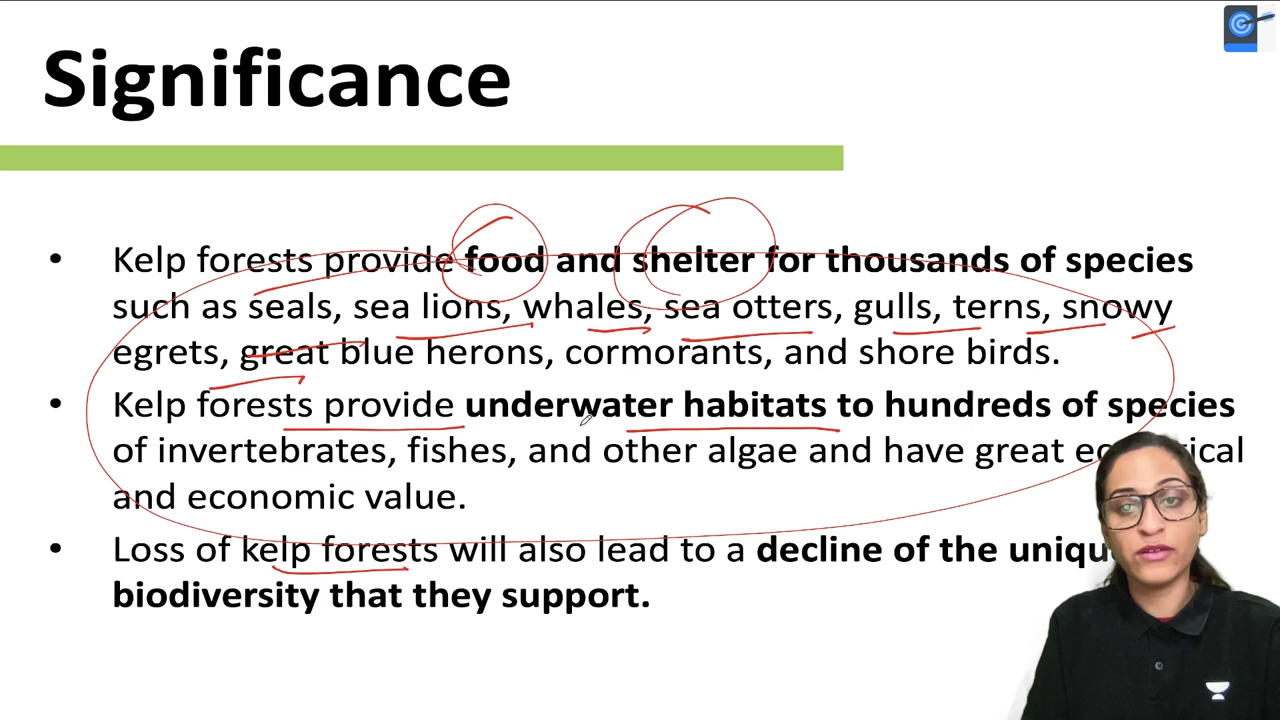 Significance
• Kelp forests provide food and shelter for thousands of species
such as seals, sea lions, whales, sea otters, gulls, terns, snowy
egrets, great blue herons, cormorants, and shore birds.
• Kelp forests provide underwater habitats to hundreds of species
of invertebrates, fishes, and other algae and have great
and economic value.
• Loss of kelp forests will also lead to a decline of the
biodiversity that they support.